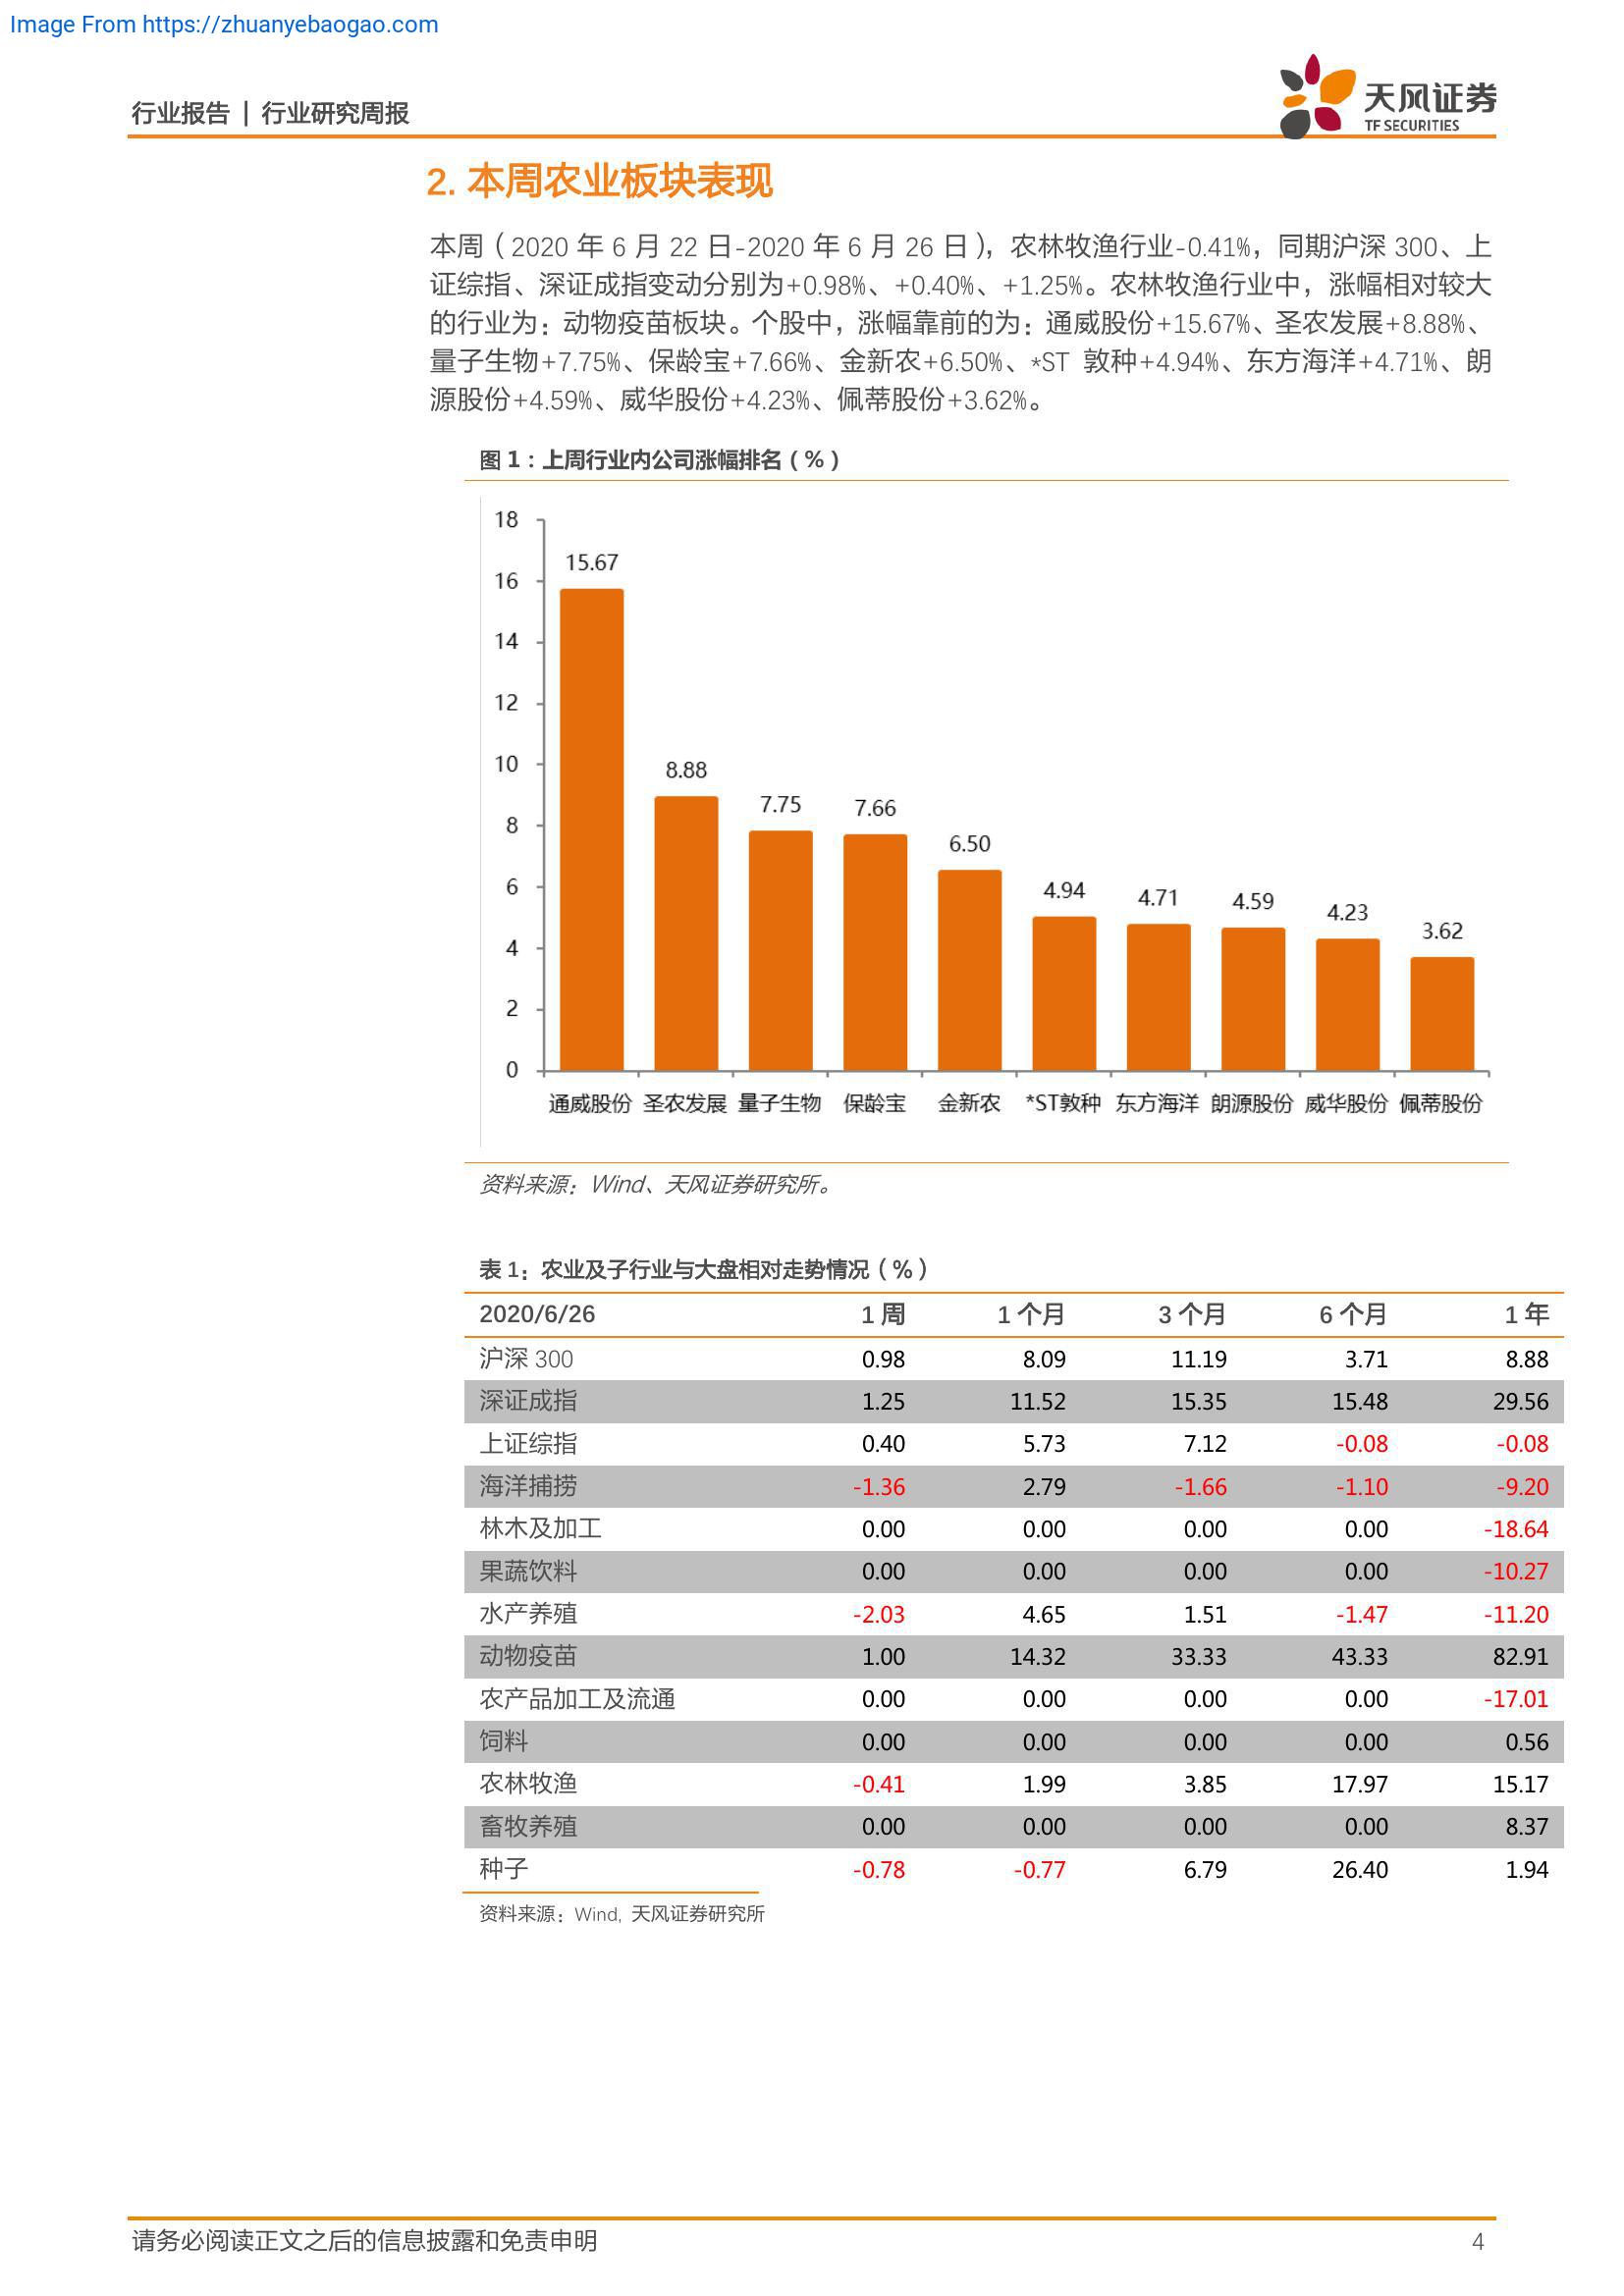 Image From https://zhuanyebaogao.com
行业报告 | 行业研究周报
天风证券
TF SECURITIES
2. 本周农业板块表现
本周（2020 年 6 月 22 日-2020 年 6 月 26 日），农林牧渔行业-0.41%，同期沪深 300、上
证综指、深证成指变动分别为+0.98%、+0.40%、+1.25%。农林牧渔行业中，涨幅相对较大
的行业为：动物疫苗板块。个股中，涨幅靠前的为：通威股份+15.67%、圣农发展+8.88%、
量子生物+7.75%、保龄宝+7.66%、金新农+6.50%、*ST 敦种+4.94%、东方海洋+4.71%、朗
源股份+4.59%、威华股份+4.23%、佩蒂股份+3.62%。
图 1：上周行业内公司涨幅排名（%）
18
16
14
12
10
8
6
4
2
0
15.67
8.88
7.75
7.66
6.50
4.94
4.71
4.59
4.23
3.62
通威股份 圣农发展 量子生物 保龄宝 金新农 *ST敦种 东方海洋 朗源股份 威华股份 佩蒂股份
资料来源：Wind、天风证券研究所。
表 1：农业及子行业与大盘相对走势情况（%）
2020/6/26 1 周 1 个月 3 个月 6 个月 1 年
沪深 300 0.98 8.09 11.19 3.71 8.88
深证成指 1.25 11.52 15.35 15.48 29.56
上证综指 0.40 5.73 7.12 -0.08 -0.08
海洋捕捞 -1.36 2.79 -1.66 -1.10 -9.20
林木及加工 0.00 0.00 0.00 0.00 -18.64
果蔬饮料 0.00 0.00 0.00 0.00 -10.27
水产养殖 -2.03 4.65 1.51 -1.47 -11.20
动物疫苗 1.00 14.32 33.33 43.33 82.91
农产品加工及流通 0.00 0.00 0.00 0.00 -17.01
饲料 0.00 0.00 0.00 0.00 0.56
农林牧渔 -0.41 1.99 3.85 17.97 15.17
畜牧养殖 0.00 0.00 0.00 0.00 8.37
种子 -0.78 -0.77 6.79 26.40 1.94
资料来源：Wind, 天风证券研究所
请务必阅读正文之后的信息披露和免责申明 4